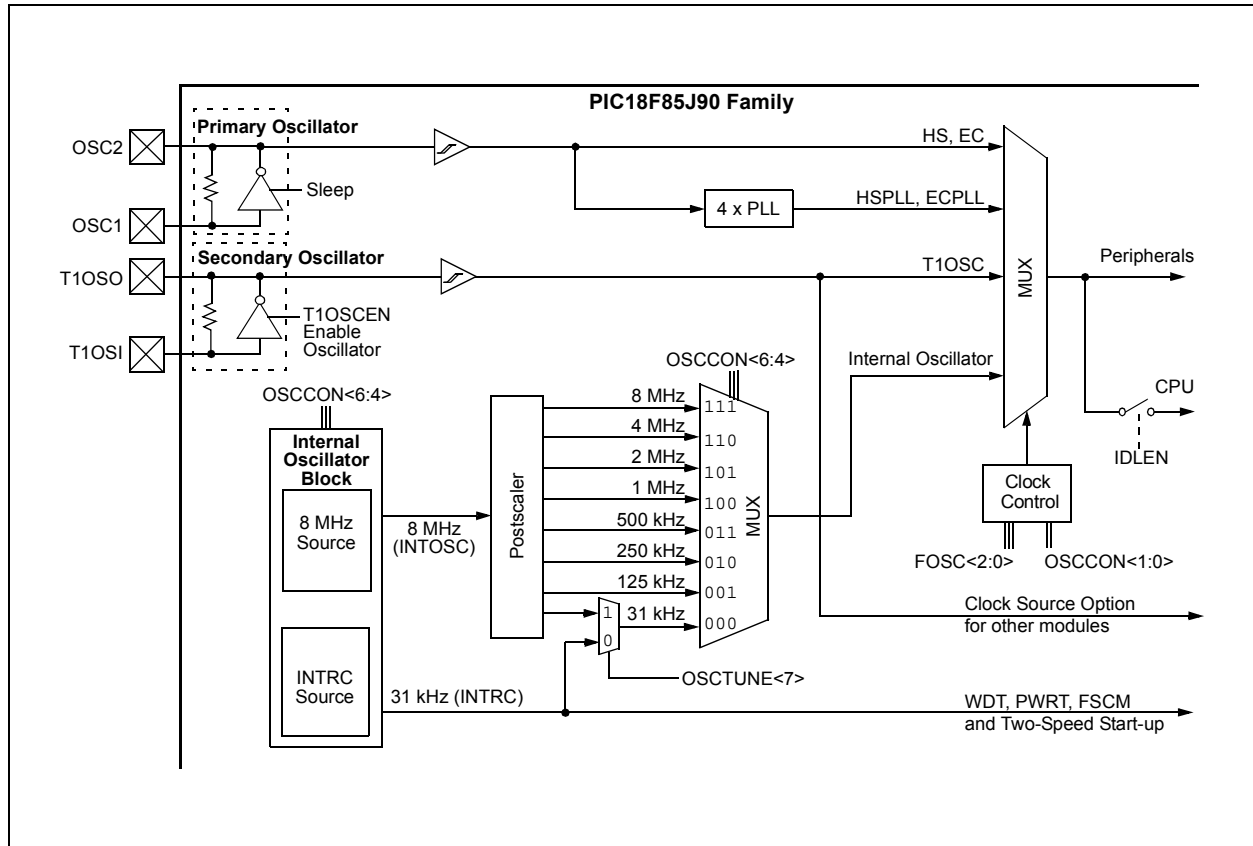 PIC18F85J90 Family
Primary Oscillator
OSC2
Sleep
OSC1
HS, EC
4 x PLL
HSPLL, ECPLL
Secondary Oscillator
T1OSO
T1OSCEN
Enable
Oscillator
T1OSI
T1OSC
MUX
Peripherals
Internal Oscillator
CPU
IDLEN
Clock
Control
FOSC<2:0>
OSCCON<1:0>
OSCCON<6:4>
Internal
Oscillator
Block
8 MHz
Source
8 MHz
(INTOSC)
INTRC
Source
31 kHz (INTRC)
Postscaler
OSCCON<6:4>
8 MHz
111
4 MHz
110
2 MHz
101
1 MHz
100
500 kHz
011
250 kHz
010
125 kHz
001
1
0
31 kHz
000
MUX
OSCTUNE<7>
Clock Source Option
for other modules
WDT, PWRT, FSCM
and Two-Speed Start-up